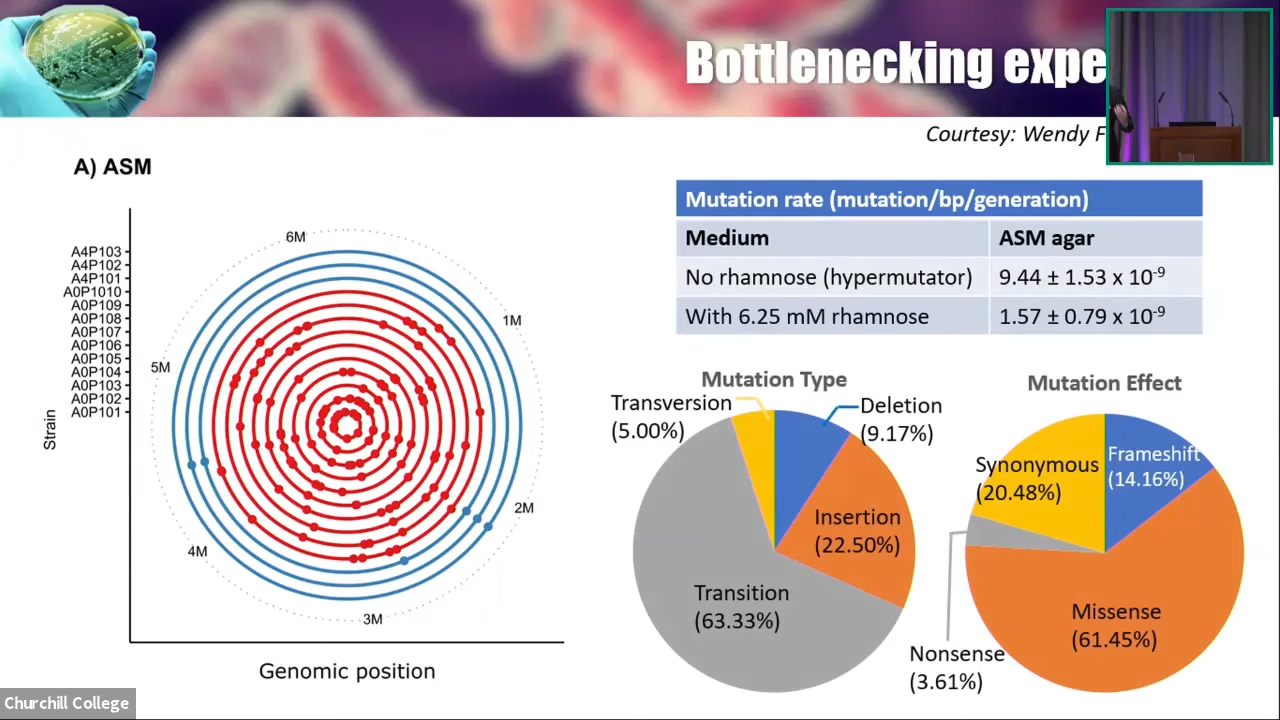 Bottlenecking expe
Courtesy: Wendy F
A) ASM
Mutation rate (mutation/bp/generation)
Medium ASM agar
No rhamnose (hypermutator) 9.44 ± 1.53 x 10⁻⁹
With 6.25 mM rhamnose 1.57 ± 0.79 x 10⁻⁹
Strain
A4P103
A4P102
A4P101
A0P1010
A0P109
A0P108
A0P107
A0P106
A0P105
A0P104
A0P103
A0P102
A0P101
6M
1M
5M
2M
4M
3M
Genomic position
Mutation Type
Transversion
(5.00%)
Deletion
(9.17%)
Insertion
(22.50%)
Transition
(63.33%)
Mutation Effect
Synonymous
(20.48%)
Frameshift
(14.16%)
Missense
(61.45%)
Nonsense
(3.61%)
Churchill College